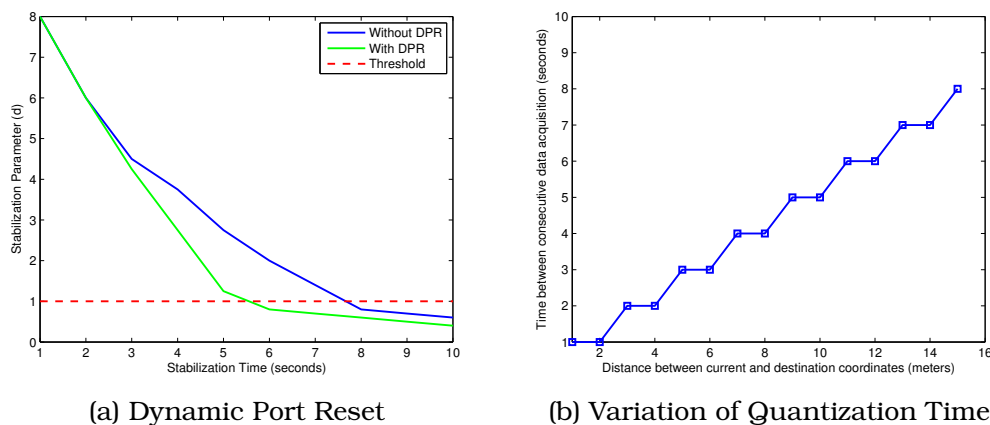 8
7
6
5
4
3
2
1
0
1 2 3 4 5 6 7 8 9 10
Stabilization Parameter (d)
Stabilization Time (seconds)
Without DPR
With DPR
Threshold
(a) Dynamic Port Reset
10
9
8
7
6
5
4
3
2
1
2 4 6 8 10 12 14 16
Time between consecutive data acquisition (seconds)
Distance between current and destination coordinates (meters)
(b) Variation of Quantization Time